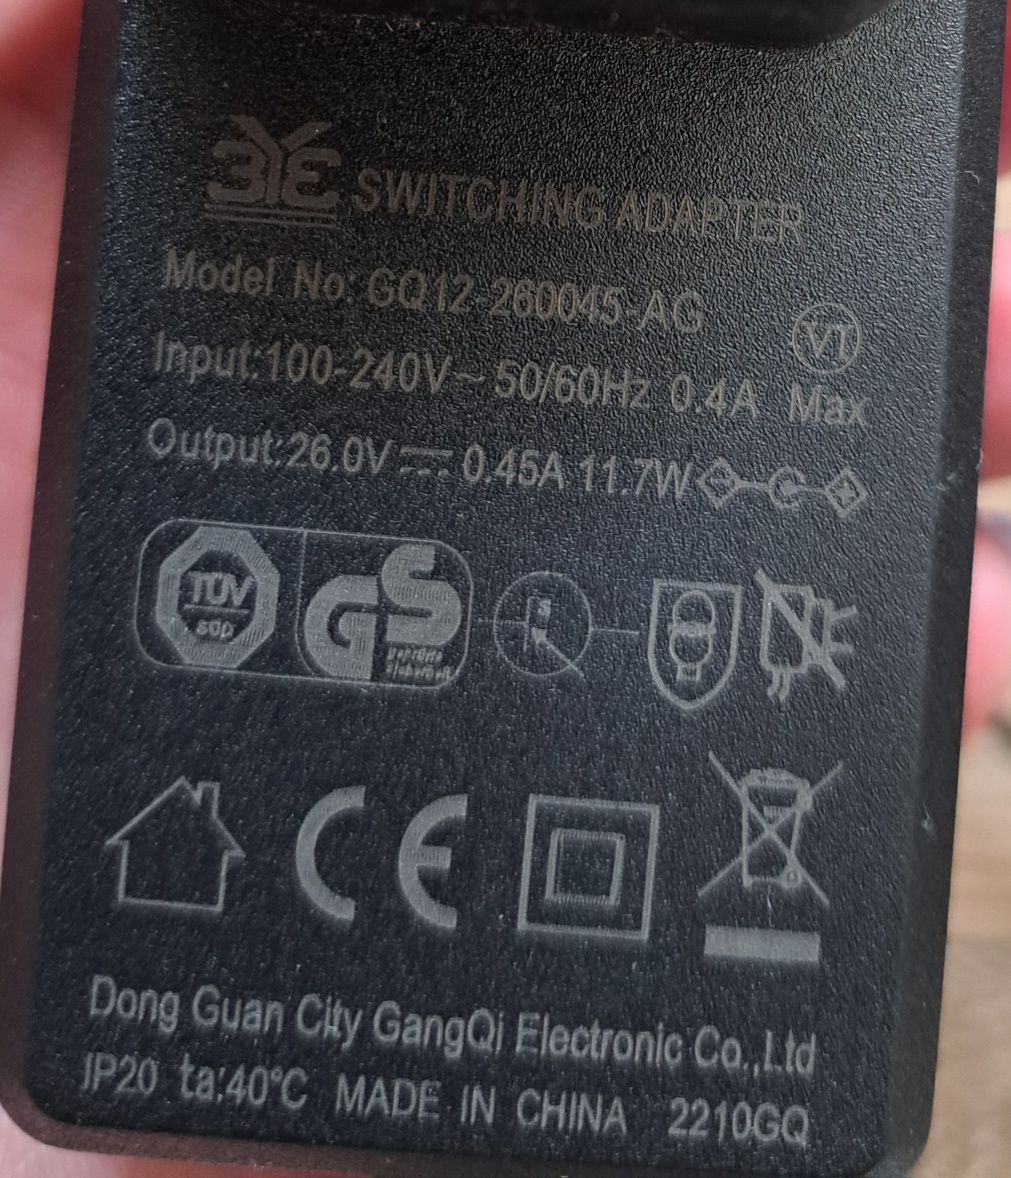 3YE SWITCHING ADAPTER
Model No: GQ12-260045-AG
VI
Input:100-240V~ 50/60Hz 0.4A Max
Output:26.0V⎓0.45A 11.7W
TÜV
SÜD
GS
S
CE
Dong Guan City GangQi Electronic Co.,Ltd
IP20 ta:40°C MADE IN CHINA 2210GQ